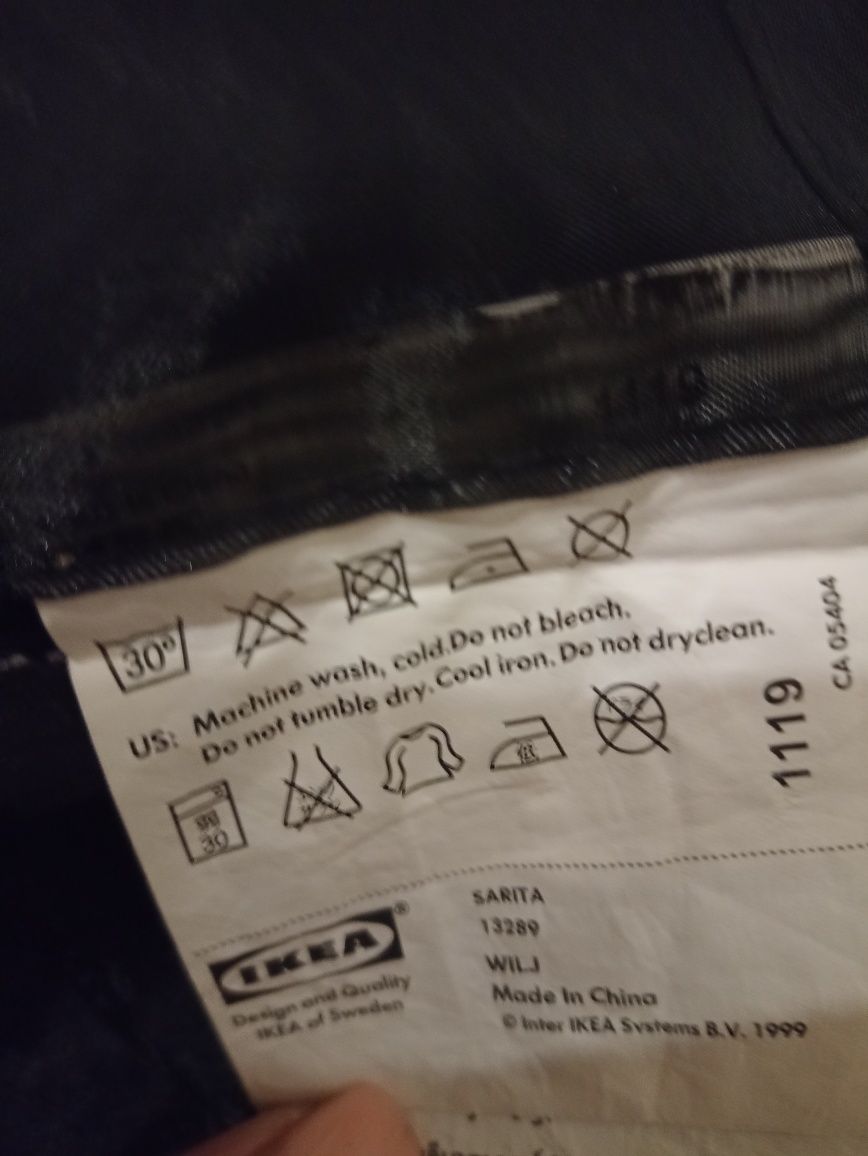 30°
US: Machine wash, cold.Do not bleach.
Do not tumble dry.Cool iron.Do not dryclean.
30
CA 05404
1119
IKEA®
Design and Quality
IKEA of Sweden
SARITA
13289
WILJ
Made In China
© Inter IKEA Systems B.V. 1999